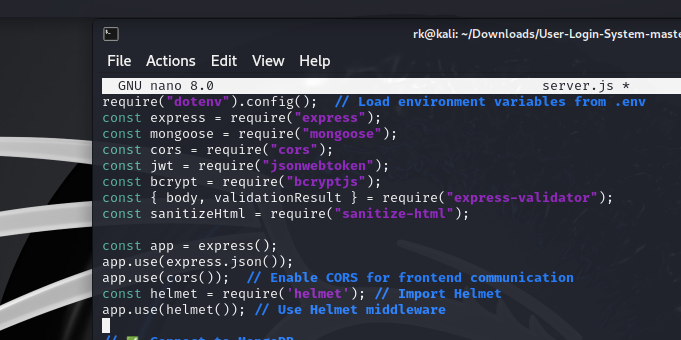 rk@kali: ~/Downloads/User-Login-System-maste
File Actions Edit View Help
GNU nano 8.0 server.js *
require("dotenv").config();  // Load environment variables from .env
const express = require("express");
const mongoose = require("mongoose");
const cors = require("cors");
const jwt = require("jsonwebtoken");
const bcrypt = require("bcryptjs");
const { body, validationResult } = require("express-validator");
const sanitizeHtml = require("sanitize-html");
const app = express();
app.use(express.json());
app.use(cors());  // Enable CORS for frontend communication
const helmet = require('helmet'); // Import Helmet
app.use(helmet()); // Use Helmet middleware
// ✅ Connect to MongoDB